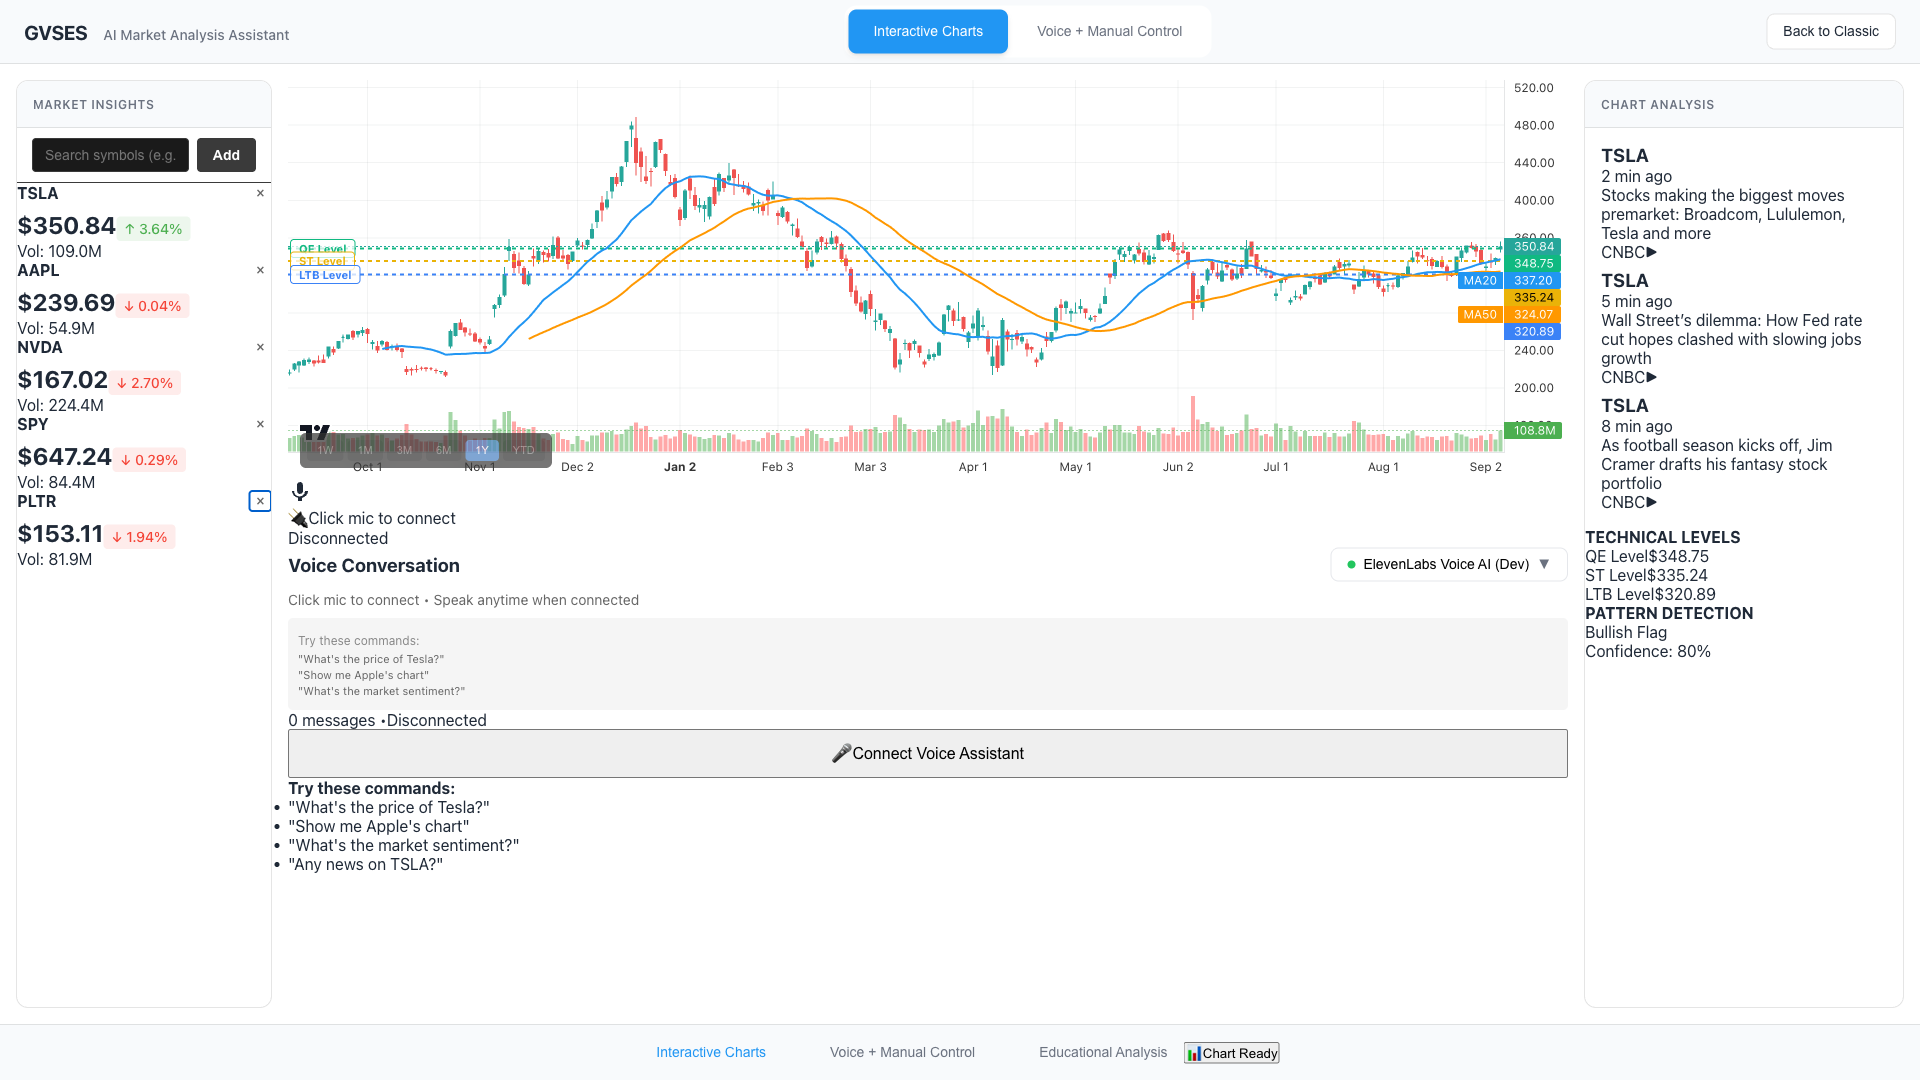 GVSES
AI Market Analysis Assistant
Interactive Charts
Voice + Manual Control
Back to Classic
MARKET INSIGHTS
Search symbols (e.g.
Add
TSLA
×
$350.84
↑ 3.64%
Vol: 109.0M
AAPL
×
$239.69
↓ 0.04%
Vol: 54.9M
NVDA
×
$167.02
↓ 2.70%
Vol: 224.4M
SPY
×
$647.24
↓ 0.29%
Vol: 84.4M
PLTR
×
$153.11
↓ 1.94%
Vol: 81.9M
520.00
480.00
440.00
400.00
360.00
350.84
348.75
MA20 337.20
335.24
MA50 324.07
320.89
240.00
200.00
108.8M
QE Level
ST Level
LTB Level
1W 1M 3M 6M 1Y YTD
Oct 1 Nov 1 Dec 2 Jan 2 Feb 3 Mar 3 Apr 1 May 1 Jun 2 Jul 1 Aug 1 Sep 2
Click mic to connect
Disconnected
Voice Conversation
ElevenLabs Voice AI (Dev) ▼
Click mic to connect • Speak anytime when connected
Try these commands:
"What's the price of Tesla?"
"Show me Apple's chart"
"What's the market sentiment?"
0 messages •Disconnected
Connect Voice Assistant
Try these commands:
• "What's the price of Tesla?"
• "Show me Apple's chart"
• "What's the market sentiment?"
• "Any news on TSLA?"
CHART ANALYSIS
TSLA
2 min ago
Stocks making the biggest moves
premarket: Broadcom, Lululemon,
Tesla and more
CNBC▶
TSLA
5 min ago
Wall Street’s dilemma: How Fed rate
cut hopes clashed with slowing jobs
growth
CNBC▶
TSLA
8 min ago
As football season kicks off, Jim
Cramer drafts his fantasy stock
portfolio
CNBC▶
TECHNICAL LEVELS
QE Level$348.75
ST Level$335.24
LTB Level$320.89
PATTERN DETECTION
Bullish Flag
Confidence: 80%
Interactive Charts
Voice + Manual Control
Educational Analysis
Chart Ready